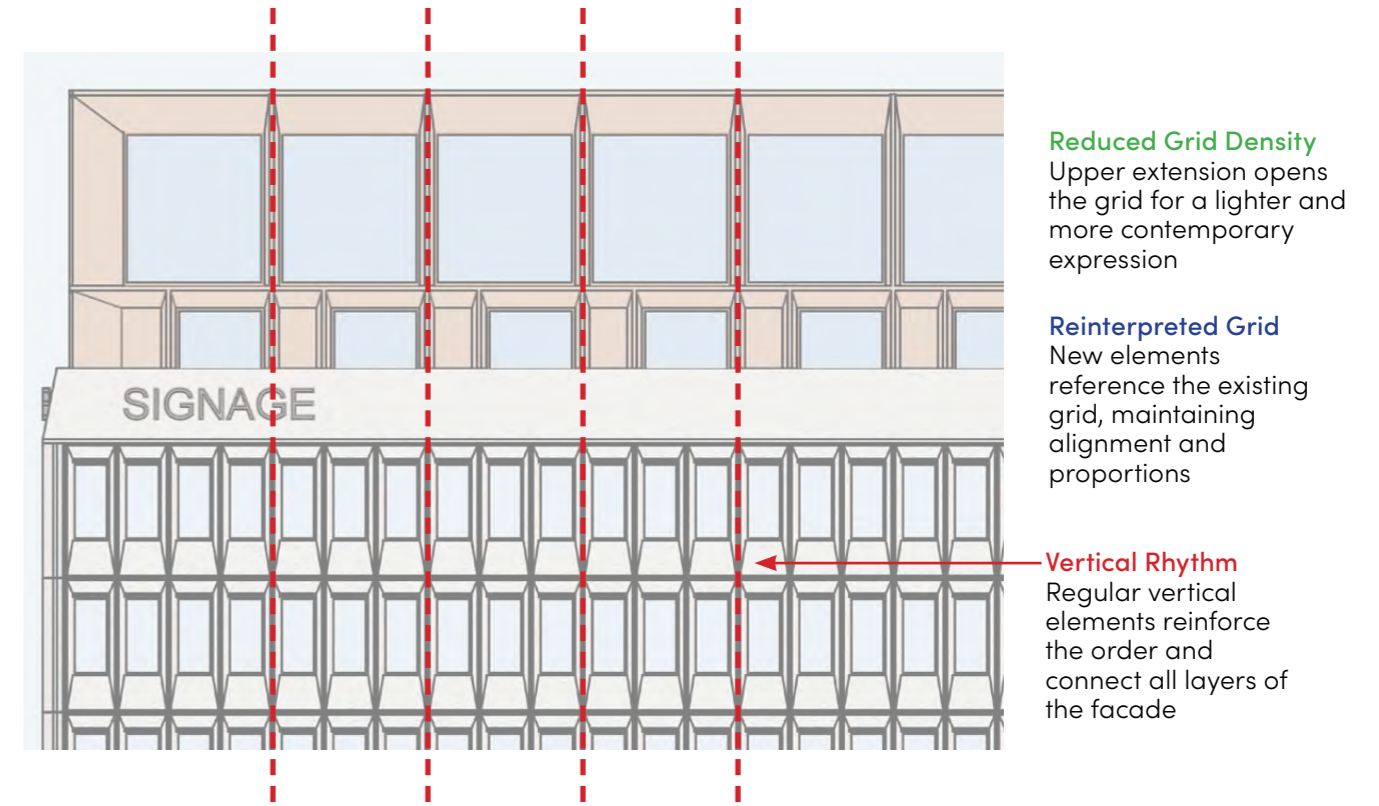 SIGNAGE
Reduced Grid Density
Upper extension opens
the grid for a lighter and
more contemporary
expression
Reinterpreted Grid
New elements
reference the existing
grid, maintaining
alignment and
proportions
Vertical Rhythm
Regular vertical
elements reinforce
the order and
connect all layers of
the facade